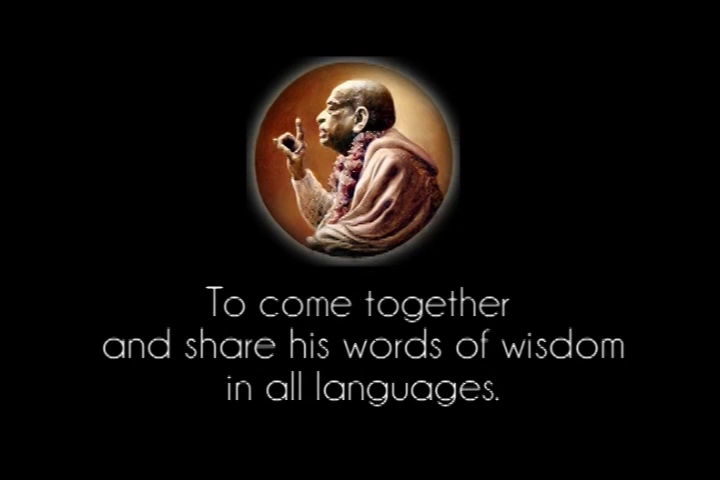 To come together
and share his words of wisdom
in all languages.